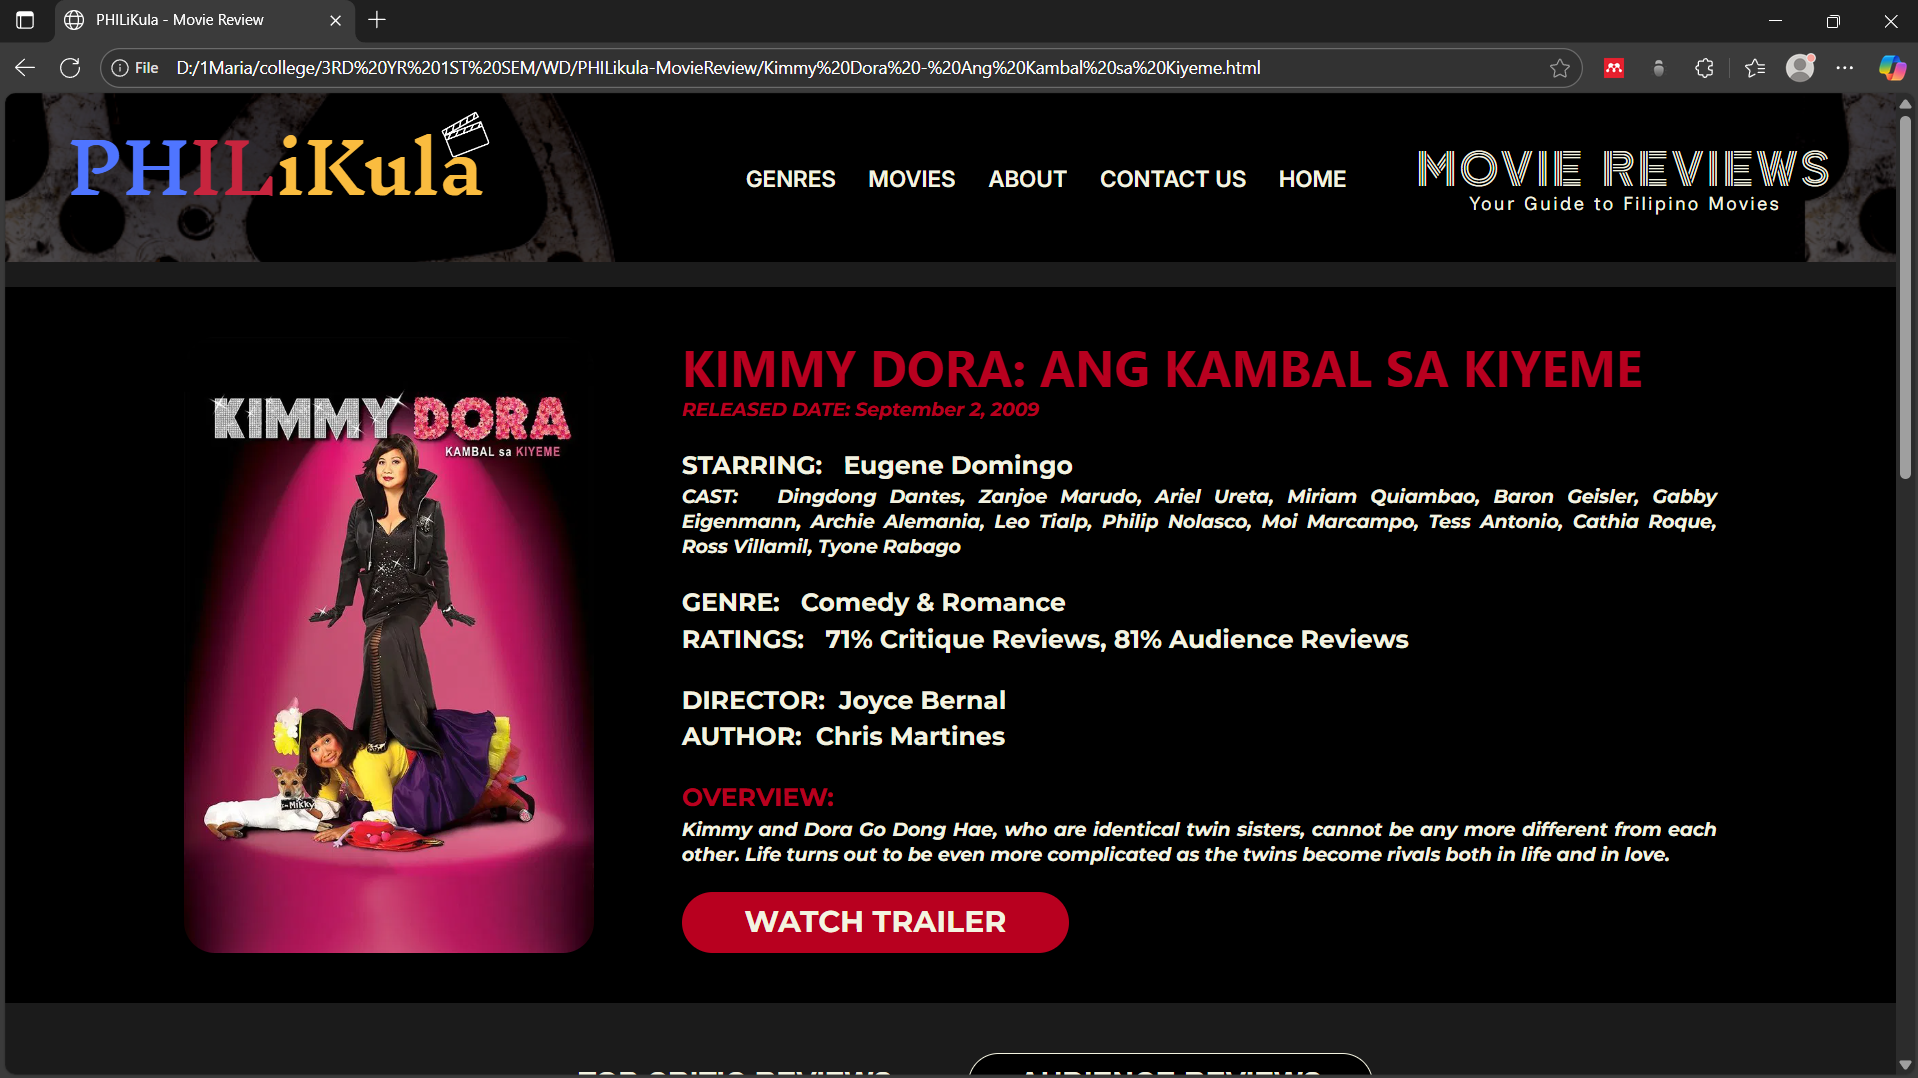 PHILiKula - Movie Review
File D:/1Maria/college/3RD%20YR%201ST%20SEM/WD/PHILikula-MovieReview/Kimmy%20Dora%20-%20Ang%20Kambal%20sa%20Kiyeme.html
PHILiKula
GENRES MOVIES ABOUT CONTACT US HOME
MOVIE REVIEWS
Your Guide to Filipino Movies
KIMMY DORA
KAMBAL sa KIYEME
Mikky
KIMMY DORA: ANG KAMBAL SA KIYEME
RELEASED DATE: September 2, 2009
STARRING: Eugene Domingo
CAST: Dingdong Dantes, Zanjoe Marudo, Ariel Ureta, Miriam Quiambao, Baron Geisler, Gabby
Eigenmann, Archie Alemania, Leo Tialp, Philip Nolasco, Moi Marcampo, Tess Antonio, Cathia Roque,
Ross Villamil, Tyone Rabago
GENRE: Comedy & Romance
RATINGS: 71% Critique Reviews, 81% Audience Reviews
DIRECTOR: Joyce Bernal
AUTHOR: Chris Martines
OVERVIEW:
Kimmy and Dora Go Dong Hae, who are identical twin sisters, cannot be any more different from each
other. Life turns out to be even more complicated as the twins become rivals both in life and in love.
WATCH TRAILER
TOP CRITIC REVIEWS AUDIENCE REVIEWS